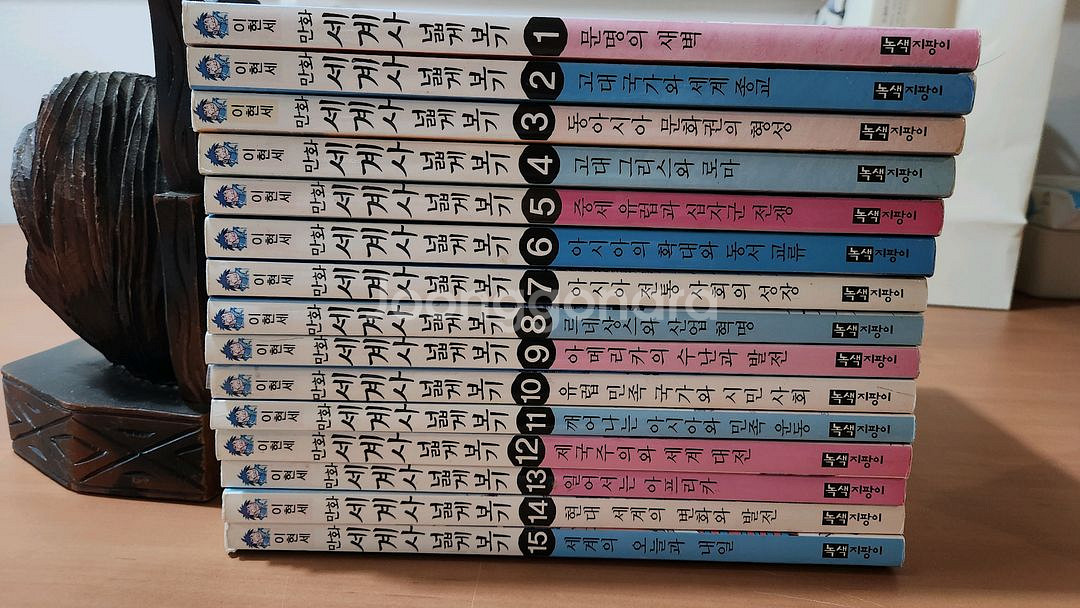 이현세 만화 세계사 넓게 보기 1 문명의 새벽 녹색지팡이
이현세 만화 세계사 넓게 보기 2 고대 국가와 세계 종교 녹색지팡이
이현세 만화 세계사 넓게 보기 3 동아시아 문화권의 형성 녹색지팡이
이현세 만화 세계사 넓게 보기 4 고대 그리스와 로마 녹색지팡이
이현세 만화 세계사 넓게 보기 5 중세 유럽과 십자군 전쟁 녹색지팡이
이현세 만화 세계사 넓게 보기 6 아시아의 확대와 동서 교류 녹색지팡이
이현세 만화 세계사 넓게 보기 7 아시아 전통 사회의 성장 녹색지팡이
joonggonara
이현세 만화 세계사 넓게 보기 8 르네상스와 산업 혁명 녹색지팡이
이현세 만화 세계사 넓게 보기 9 아메리카의 수난과 발전 녹색지팡이
이현세 만화 세계사 넓게 보기 10 유럽 민족 국가와 시민 사회 녹색지팡이
이현세 만화 세계사 넓게 보기 11 깨어나는 아시아와 민족 운동 녹색지팡이
이현세 만화 세계사 넓게 보기 12 제국주의와 세계 대전 녹색지팡이
이현세 만화 세계사 넓게 보기 13 일어서는 아프리카 녹색지팡이
이현세 만화 세계사 넓게 보기 14 현대 세계의 변화와 발전 녹색지팡이
이현세 만화 세계사 넓게 보기 15 세계의 오늘과 내일 녹색지팡이